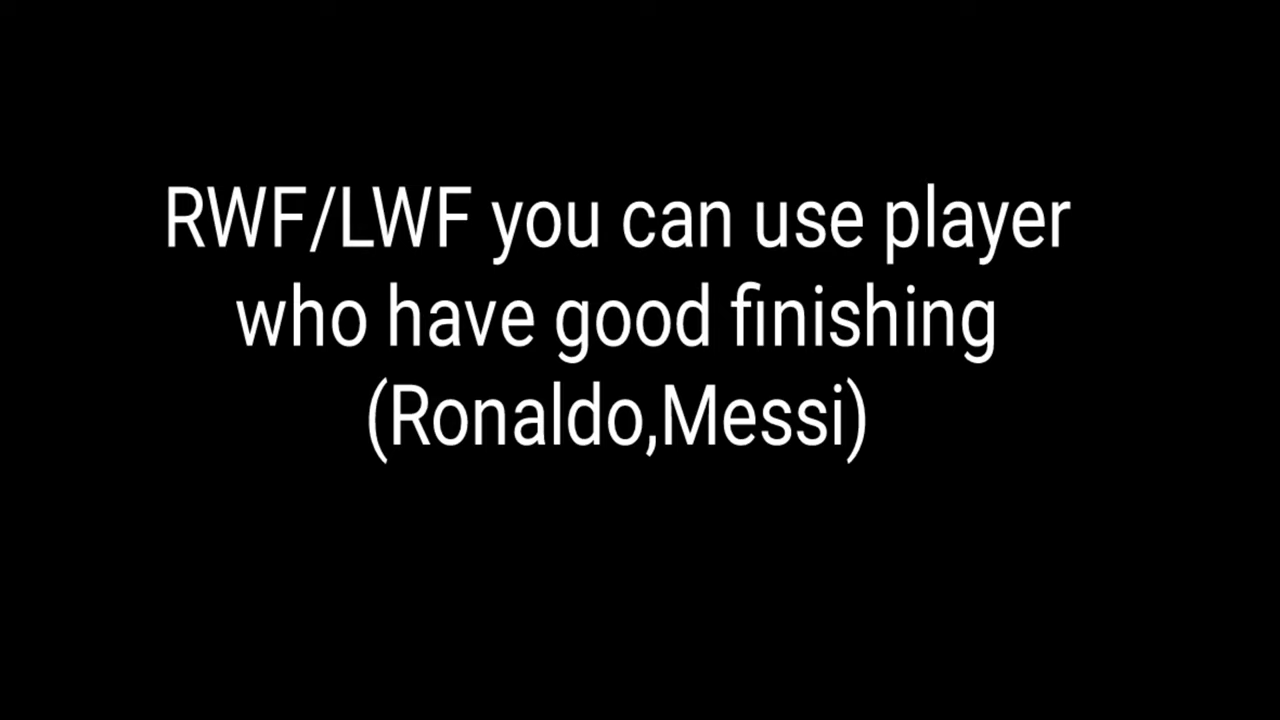 RWF/LWF you can use player
who have good finishing
(Ronaldo,Messi)